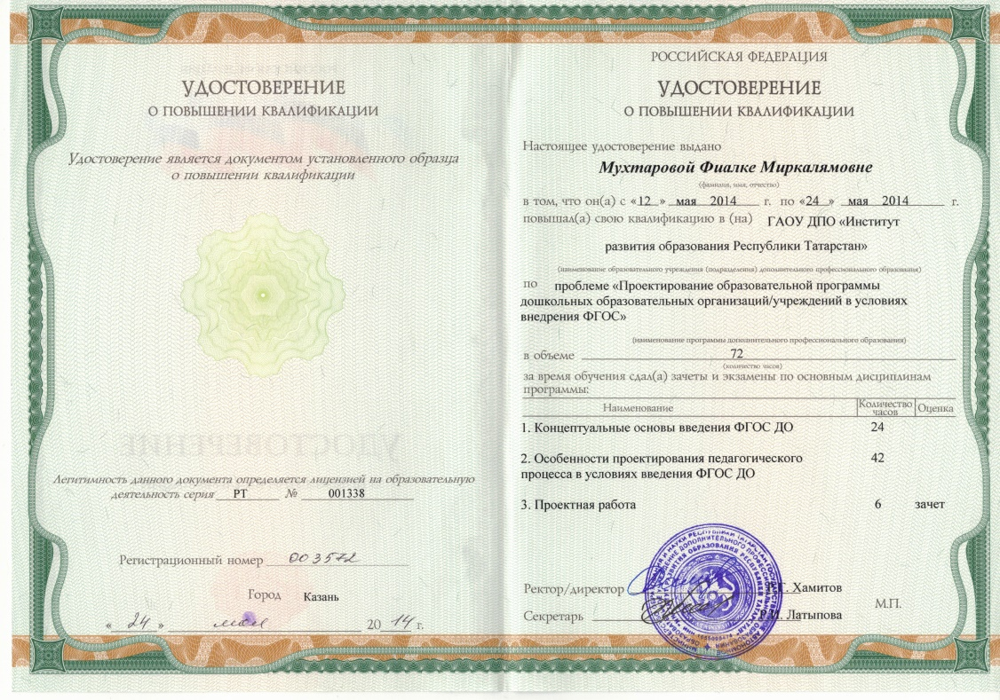 УДОСТОВЕРЕНИЕ
О ПОВЫШЕНИИ КВАЛИФИКАЦИИ
Удостоверение является документом установленного образца
о повышении квалификации
Легитимность данного документа определяется лицензией на образовательную
деятельность серия РТ № 001338
Регистрационный номер 003572
Город Казань
« 24 » мая 2014 г.
РОССИЙСКАЯ ФЕДЕРАЦИЯ
УДОСТОВЕРЕНИЕ
О ПОВЫШЕНИИ КВАЛИФИКАЦИИ
Настоящее удостоверение выдано
Мухтаровой Фиалке Миркалямовне
(фамилия, имя, отчество)
в том, что он(а) с «12 » мая 2014 г. по «24 » мая 2014 г.
повышал(а) свою квалификацию в (на) ГАОУ ДПО «Институт
развития образования Республики Татарстан»
(наименование образовательного учреждения (подразделения) дополнительного профессионального образования)
по проблеме «Проектирование образовательной программы
дошкольных образовательных организаций/учреждений в условиях
внедрения ФГОС»
(наименование программы дополнительного профессионального образования)
в объеме 72
(количество часов)
за время обучения сдал(а) зачеты и экзамены по основным дисциплинам
программы:
Наименование Количество часов Оценка
1. Концептуальные основы введения ФГОС ДО 24
2. Особенности проектирования педагогического 42
процесса в условиях введения ФГОС ДО
3. Проектная работа 6 зачет
Ректор/директор Р.Г. Хамитов
М.П.
Секретарь Р.И. Латыпова